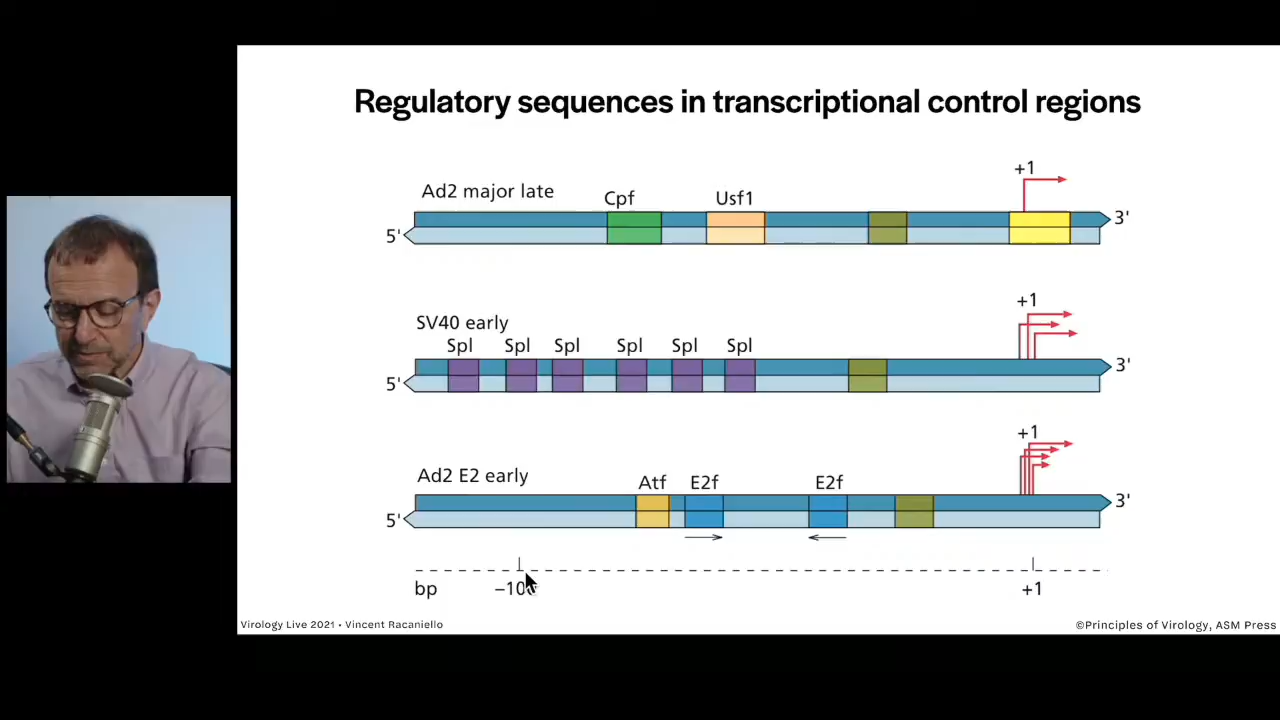 Regulatory sequences in transcriptional control regions
+1
Ad2 major late
Cpf
Usf1
3'
5'
+1
SV40 early
Spl
Spl
Spl
Spl
Spl
Spl
3'
5'
+1
Ad2 E2 early
Atf
E2f
E2f
3'
5'
bp
+1
Virology Live 2021 • Vincent Racaniello
©Principles of Virology, ASM Press